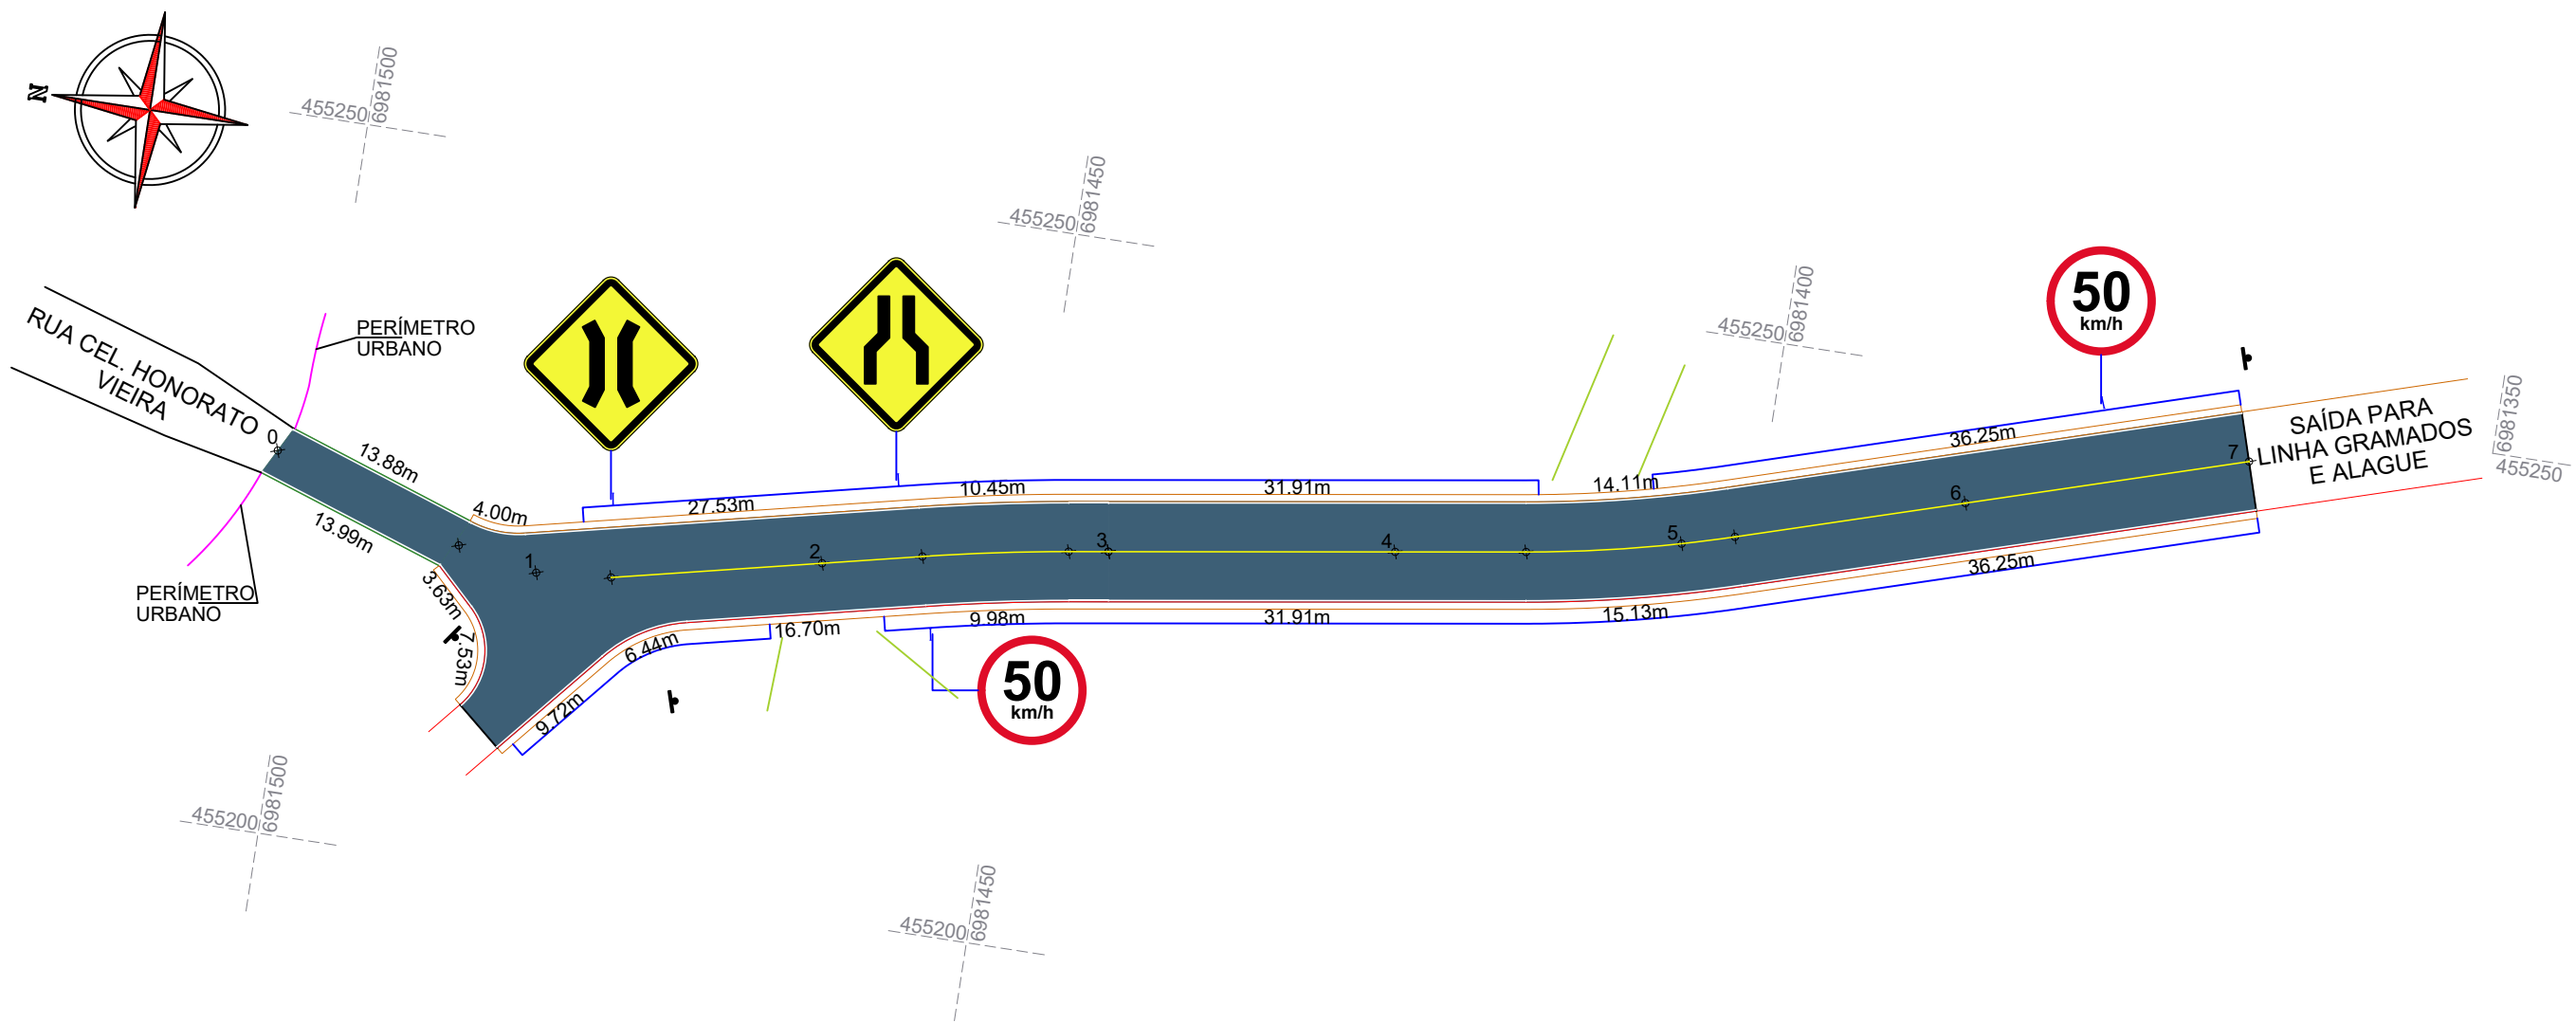 N
455250
6981500
455250
6981450
455250
6981400
6981350
455250
455200
6981500
455200
6981450
RUA CEL. HONORATO
VIEIRA
PERÍMETRO
URBANO
PERÍMETRO
URBANO
50
km/h
50
km/h
SAÍDA PARA
LINHA GRAMADOS
E ALAGUE
0
1
2
3
4
5
6
7
13.88m
4.00m
27.53m
10.45m
31.91m
14.11m
36.25m
13.99m
3.63m
7.53m
9.72m
6.44m
16.70m
9.98m
31.91m
15.13m
36.25m